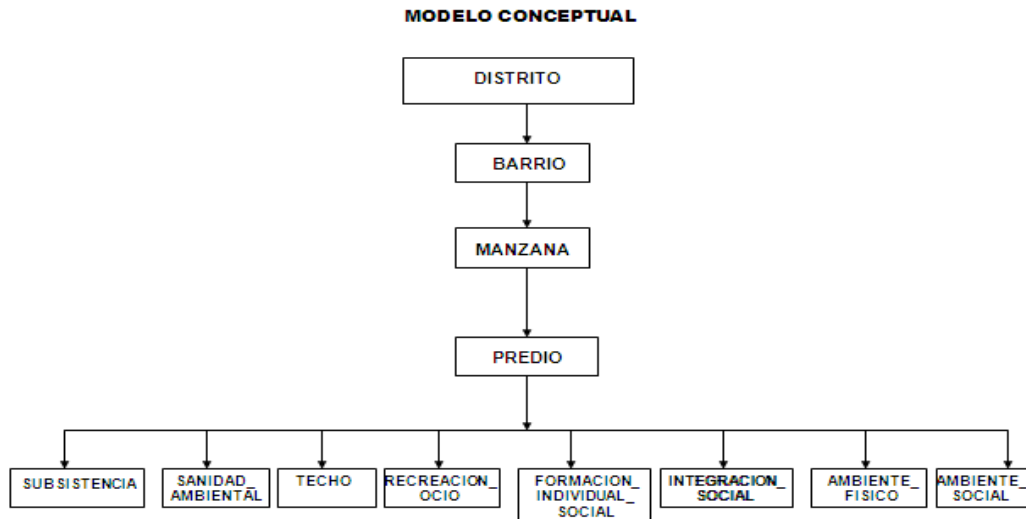 MODELO CONCEPTUAL
DISTRITO
BARRIO
MANZANA
PREDIO
SUBSISTENCIA
SANIDAD_
AMBIENTAL
TECHO
RECREACION_
OCIO
FORMACION_
INDIVIDUAL_
SOCIAL
INTEGRACION_
SOCIAL
AMBIENTE_
FISICO
AMBIENTE_
SOCIAL